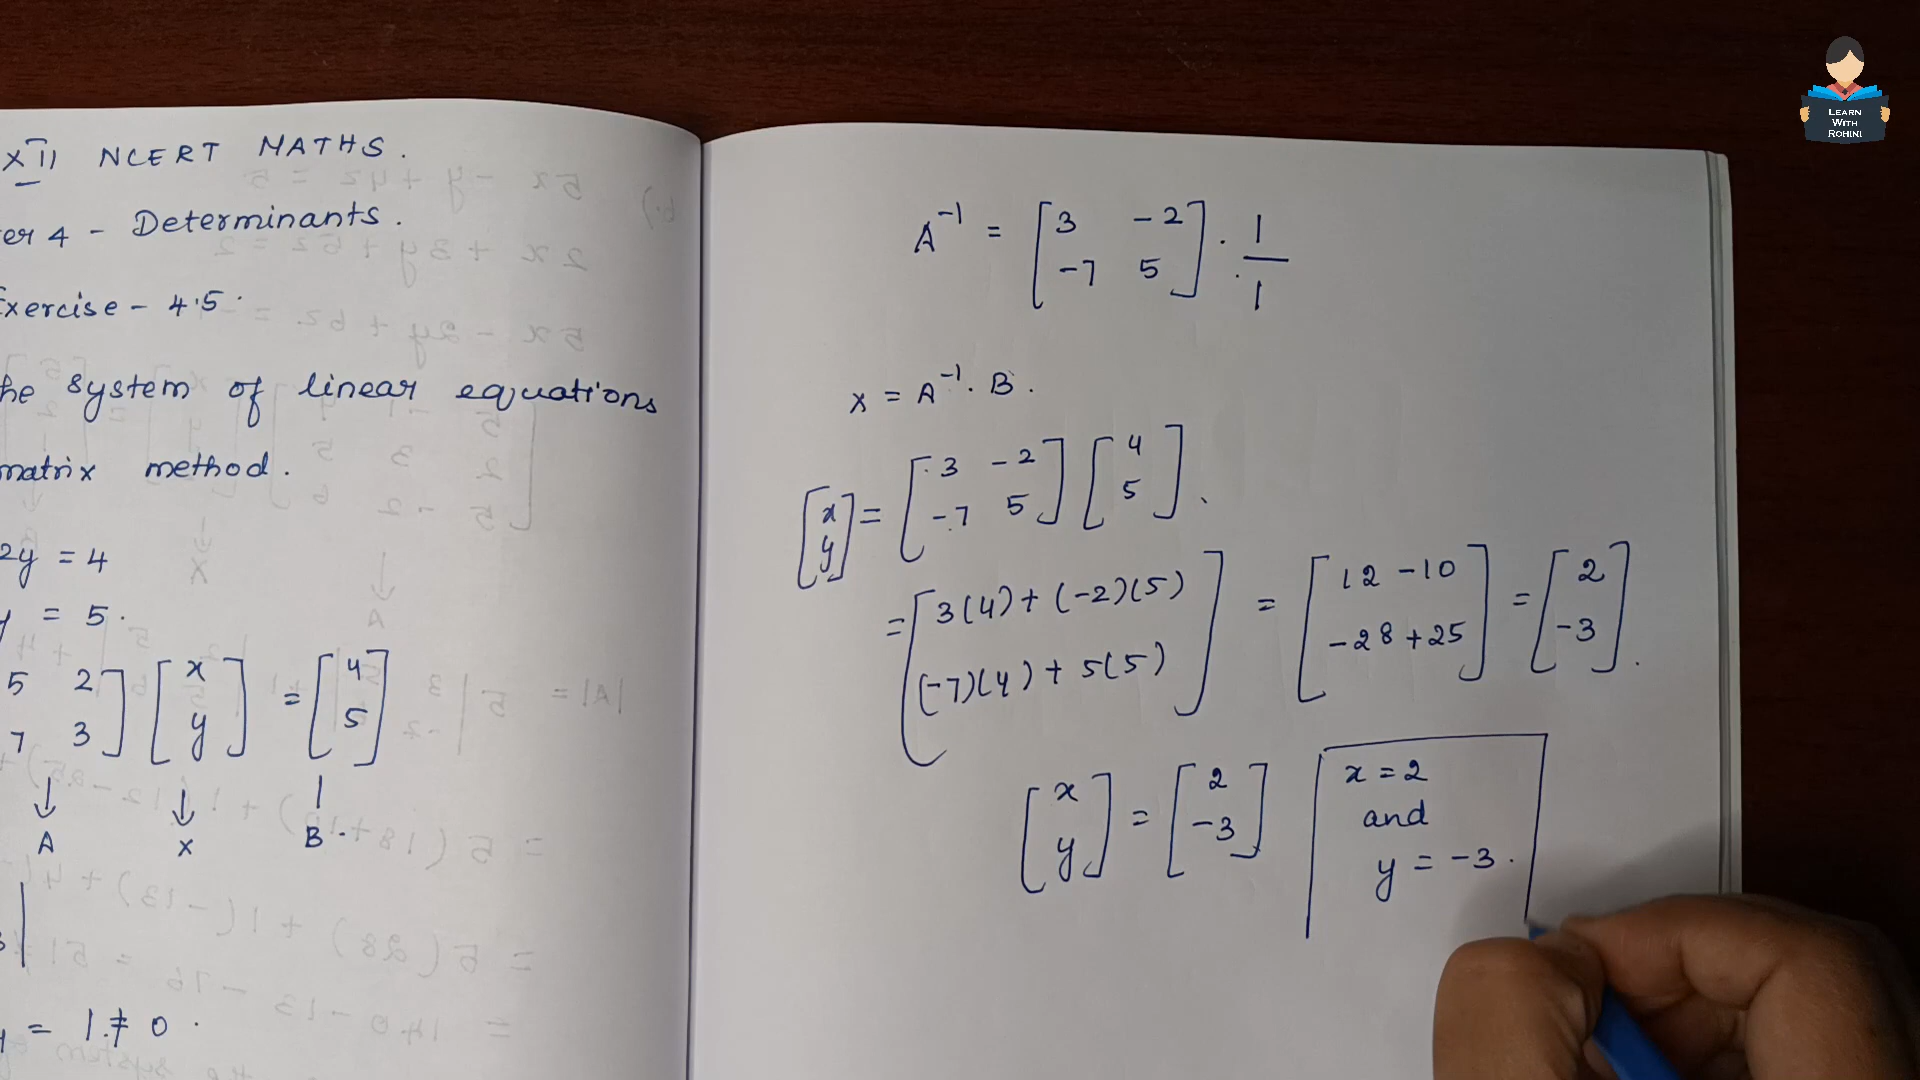 XII NCERT MATHS.
er 4 - Determinants.
Exercise - 4.5.
the system of linear equations
matrix method.
2y = 4
y = 5.
[5 2
7 3] [x
y] = [4
5]
↓ ↓ |
A X B.
= 1 ≠ 0.
A⁻¹ = [3 -2
-7 5] . 1/1
X = A⁻¹. B.
[x
y] = [3 -2
-7 5] [4
5].
= [3(4) + (-2)(5)
(-7)(4) + 5(5)] = [12 - 10
-28 + 25] = [2
-3].
[x
y] = [2
-3]
x = 2
and
y = -3.
LEARN
WITH
ROHINI